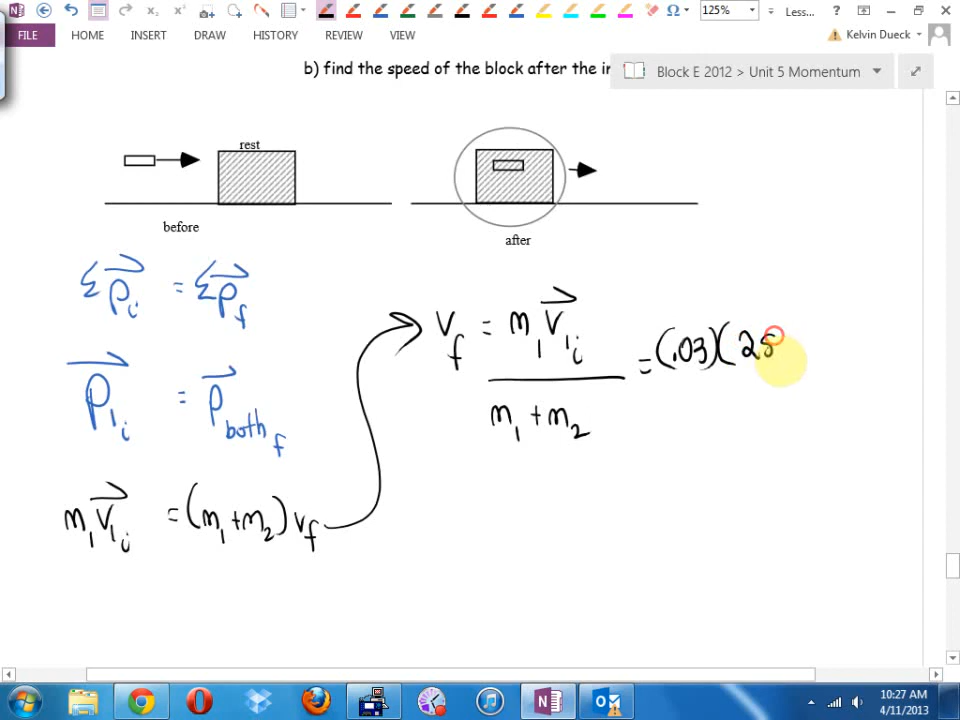 125%
Less...
FILE HOME INSERT DRAW HISTORY REVIEW VIEW
Kelvin Dueck
b) find the speed of the block after the
Block E 2012 > Unit 5 Momentum
rest
before
after
Σp⃗i = Σp⃗f
P⃗1i = p⃗both f
m1v⃗1i = (m1+m2)vf
vf = m1v⃗1i / m1+m2 = (.03)(28
10:27 AM
4/11/2013